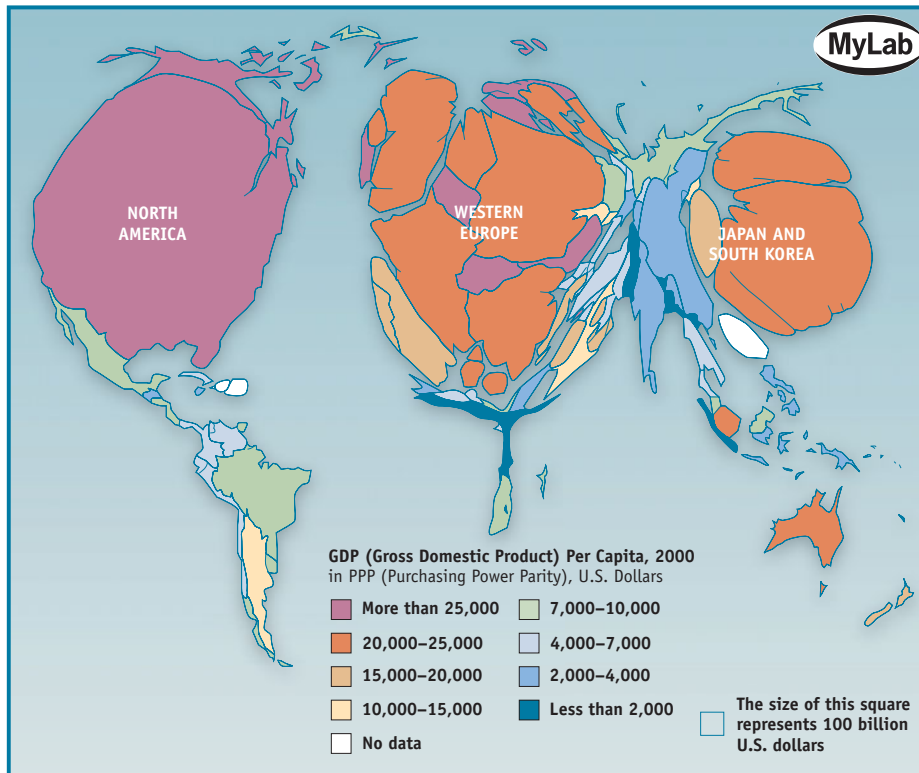 MyLab
NORTH
AMERICA
WESTERN
EUROPE
JAPAN AND
SOUTH KOREA
GDP (Gross Domestic Product) Per Capita, 2000
in PPP (Purchasing Power Parity), U.S. Dollars
More than 25,000
20,000–25,000
15,000–20,000
10,000–15,000
No data
7,000–10,000
4,000–7,000
2,000–4,000
Less than 2,000
The size of this square
represents 100 billion
U.S. dollars